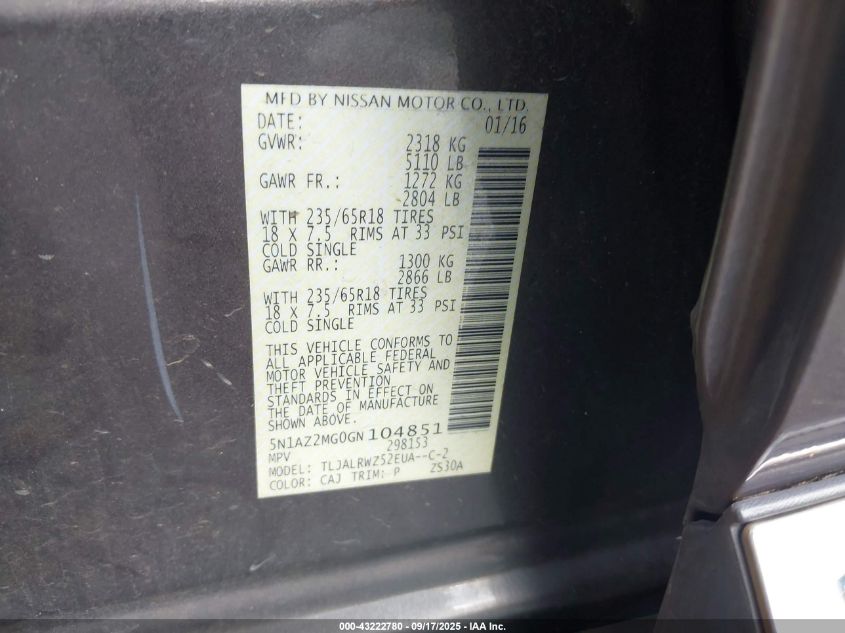 MFD BY NISSAN MOTOR CO., LTD.
DATE: 01/16
GVWR: 2318 KG
5110 LB
GAWR FR.: 1272 KG
2804 LB
WITH 235/65R18 TIRES
18 X 7.5 RIMS AT 33 PSI
COLD SINGLE
GAWR RR.: 1300 KG
2866 LB
WITH 235/65R18 TIRES
18 X 7.5 RIMS AT 33 PSI
COLD SINGLE
THIS VEHICLE CONFORMS TO
ALL APPLICABLE FEDERAL
MOTOR VEHICLE SAFETY AND
THEFT PREVENTION
STANDARDS IN EFFECT ON
THE DATE OF MANUFACTURE
SHOWN ABOVE.
5N1AZ2MG0GN104851
MPV 298153
MODEL: TLJALRWZ52EUA--C-2
COLOR: CAJ TRIM: P ZS30A
000-43222780 - 09/17/2025 - IAA Inc.